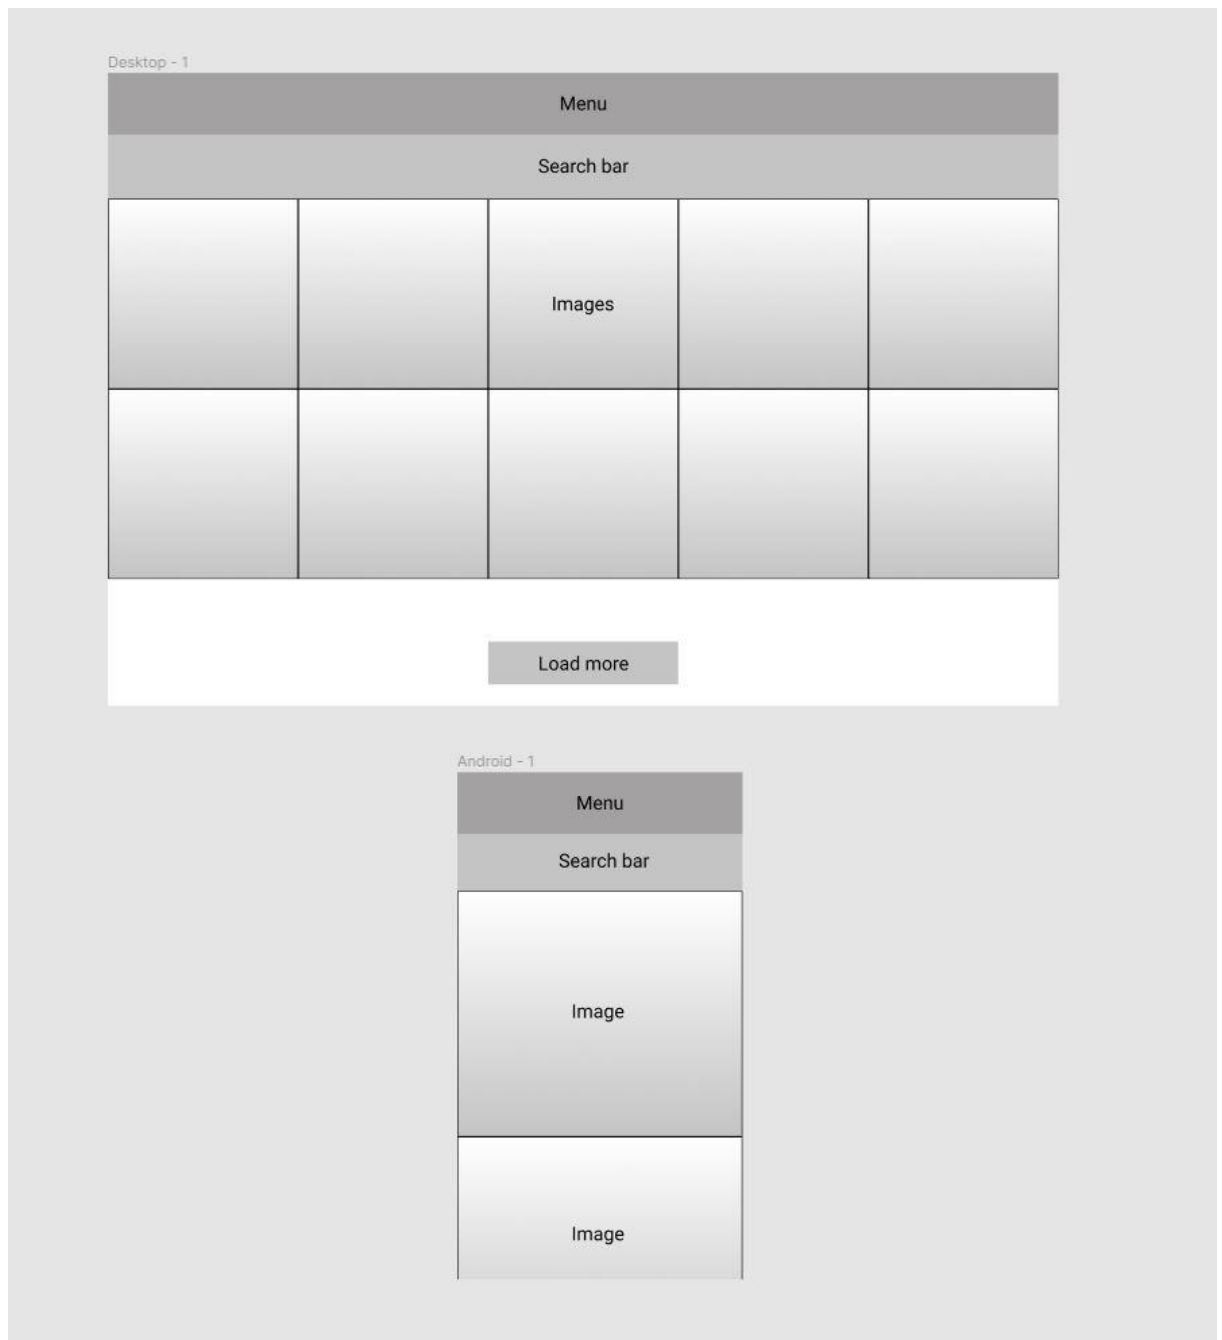 Desktop - 1
Menu
Search bar
Images
Load more
Android - 1
Menu
Search bar
Image
Image